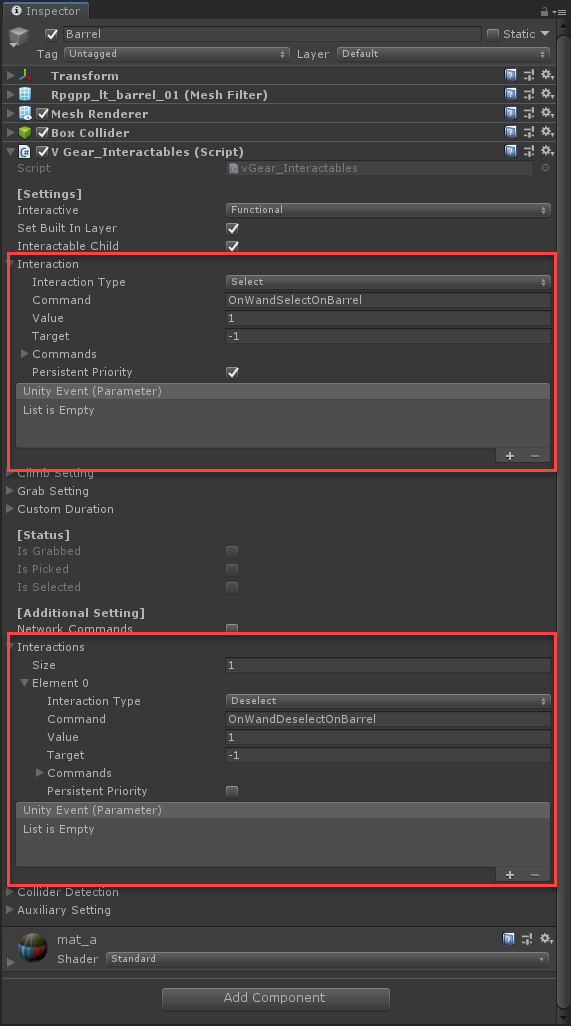 Inspector
Barrel Static
Tag Untagged Layer Default
Transform
Rpgpp_lt_barrel_01 (Mesh Filter)
Mesh Renderer
Box Collider
V Gear_Interactables (Script)
Script vGear_Interactables
[Settings]
Interactive Functional
Set Built In Layer
Interactable Child
Interaction
Interaction Type Select
Command OnWandSelectOnBarrel
Value 1
Target -1
Commands
Persistent Priority
Unity Event (Parameter)
List is Empty
Climb Setting
Grab Setting
Custom Duration
[Status]
Is Grabbed
Is Picked
Is Selected
[Additional Setting]
Network Commands
Interactions
Size 1
Element 0
Interaction Type Deselect
Command OnWandDeselectOnBarrel
Value 1
Target -1
Commands
Persistent Priority
Unity Event (Parameter)
List is Empty
Collider Detection
Auxiliary Setting
mat_a
Shader Standard
Add Component